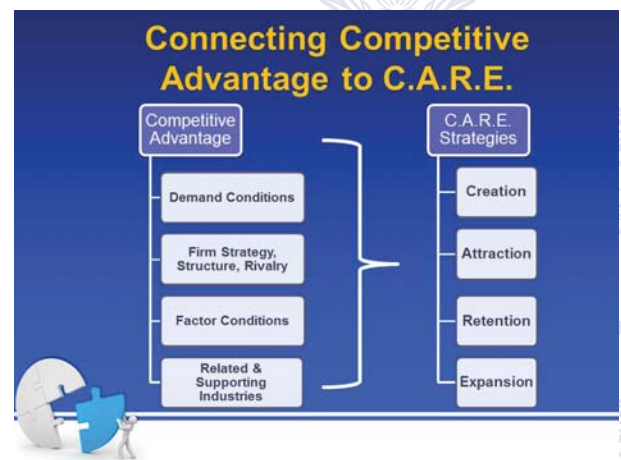 Connecting Competitive
Advantage to C.A.R.E.
Competitive
Advantage
Demand Conditions
Firm Strategy,
Structure, Rivalry
Factor Conditions
Related &
Supporting
Industries
C.A.R.E.
Strategies
Creation
Attraction
Retention
Expansion